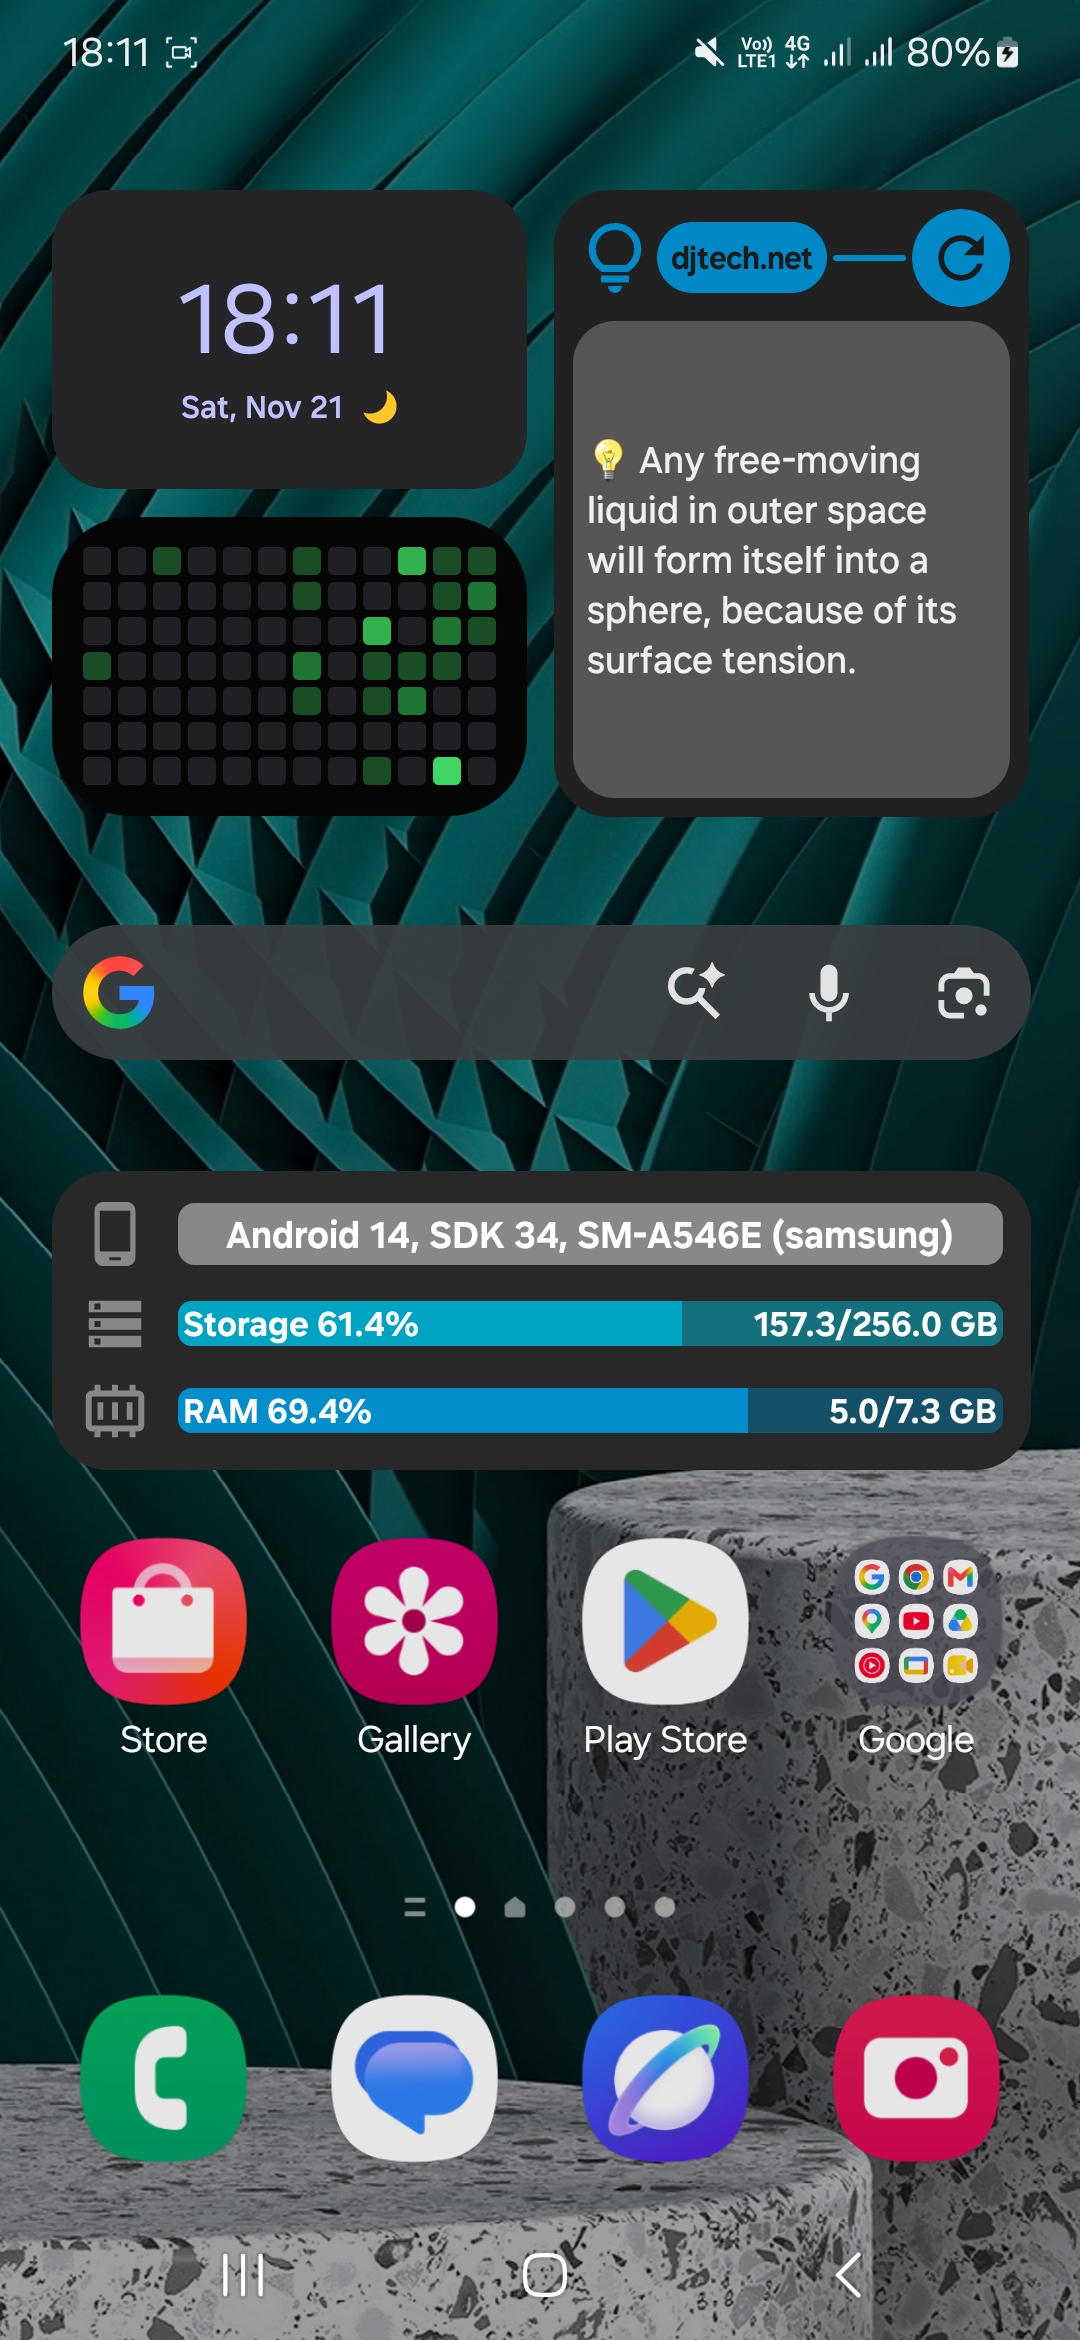 18:11
Vo)) LTE1 4G 80%
18:11
Sat, Nov 21
djtech.net
Any free-moving
liquid in outer space
will form itself into a
sphere, because of its
surface tension.
Android 14, SDK 34, SM-A546E (samsung)
Storage 61.4% 157.3/256.0 GB
RAM 69.4% 5.0/7.3 GB
Store Gallery Play Store Google